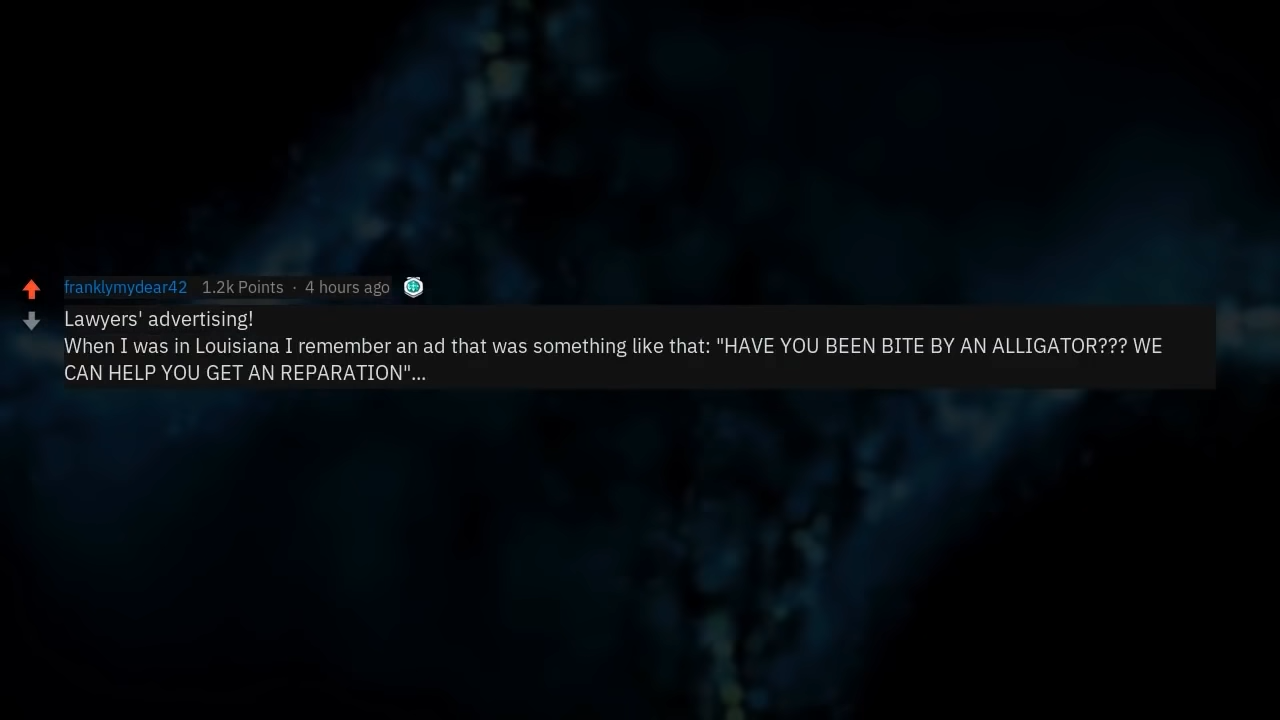 franklymydear42 1.2k Points · 4 hours ago
Lawyers' advertising!
When I was in Louisiana I remember an ad that was something like that: "HAVE YOU BEEN BITE BY AN ALLIGATOR??? WE
CAN HELP YOU GET AN REPARATION"...